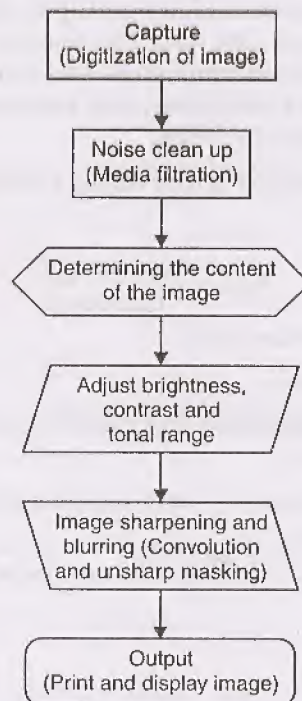 Capture
(Digitization of image)
Noise clean up
(Media filtration)
Determining the content
of the image
Adjust brightness,
contrast and
tonal range
Image sharpening and
blurring (Convolution
and unsharp masking)
Output
(Print and display image)